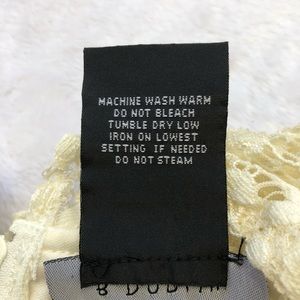 MACHINE WASH WARM
DO NOT BLEACH
TUMBLE DRY LOW
IRON ON LOWEST
SETTING IF NEEDED
DO NOT STEAM